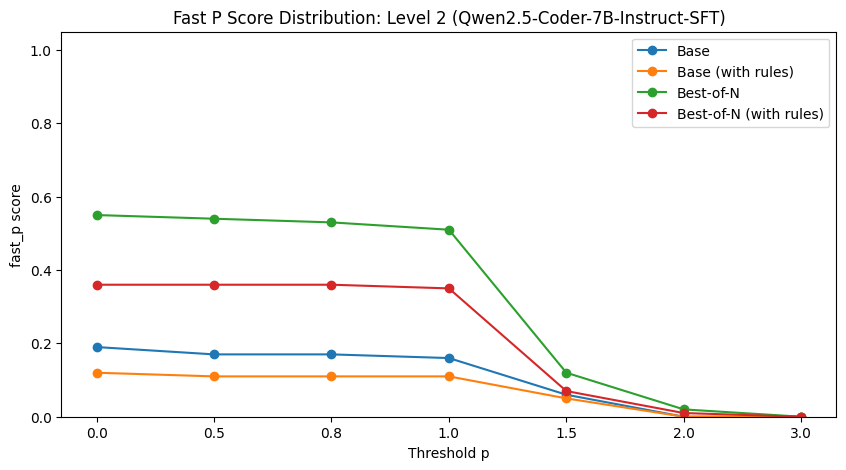 Fast P Score Distribution: Level 2 (Qwen2.5-Coder-7B-Instruct-SFT)
Base
Base (with rules)
Best-of-N
Best-of-N (with rules)
fast_p score
1.0
0.8
0.6
0.4
0.2
0.0
0.0 0.5 0.8 1.0 1.5 2.0 3.0
Threshold p